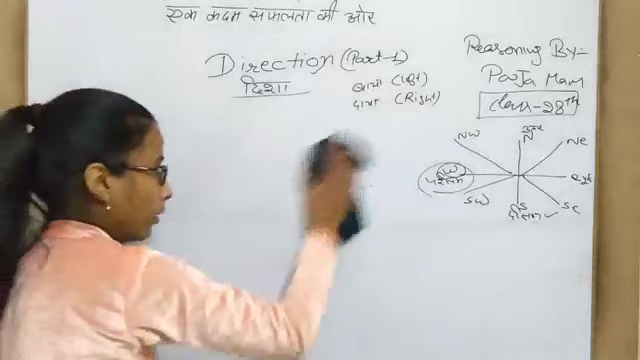 एक कदम सफलता की ओर
Direction (Part-1)
दिशा
बायां (Left)
दायां (Right)
Reasoning By-
Pooja Mam
Class-28th
NW
उत्तर
N
NE
W
पश्चिम
SW
S
SE